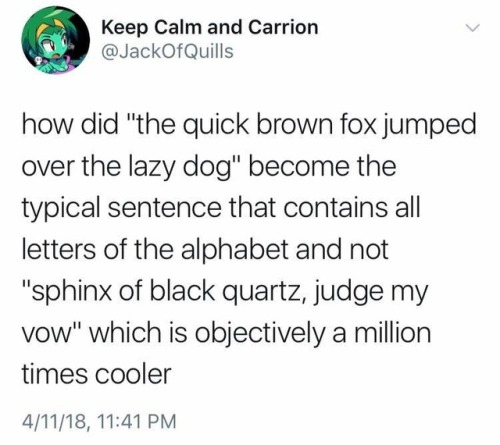 Keep Calm and Carrion
@JackOfQuills
how did "the quick brown fox jumped
over the lazy dog" become the
typical sentence that contains all
letters of the alphabet and not
"sphinx of black quartz, judge my
vow" which is objectively a million
times cooler
4/11/18, 11:41 PM